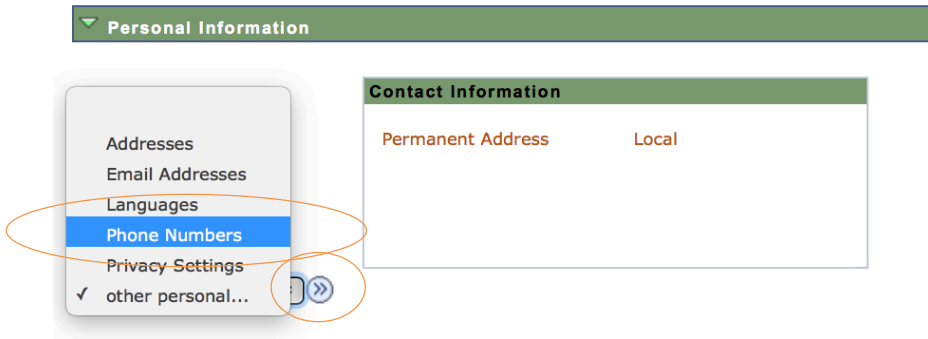 Personal Information
Contact Information
Permanent Address Local
Addresses
Email Addresses
Languages
Phone Numbers
Privacy Settings
✓ other personal...